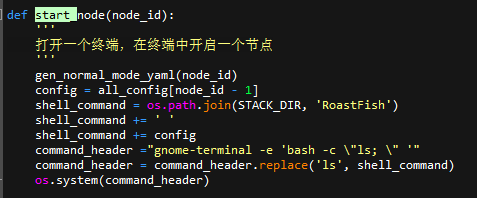 def start_node(node_id):
    '''
    打开一个终端，在终端中开启一个节点
    '''
    gen_normal_mode_yaml(node_id)
    config = all_config[node_id - 1]
    shell_command = os.path.join(STACK_DIR, 'RoastFish')
    shell_command += ' '
    shell_command += config
    command_header ="gnome-terminal -e 'bash -c \"ls; \" '"
    command_header = command_header.replace('ls', shell_command)
    os.system(command_header)